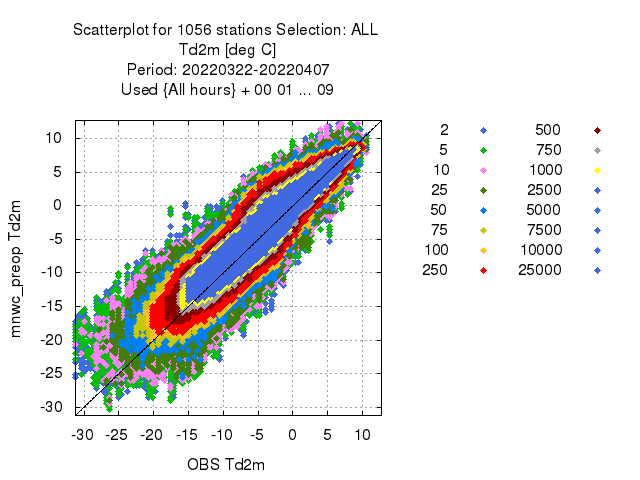 Scatterplot for 1056 stations Selection: ALL
Td2m [deg C]
Period: 20220322-20220407
Used {All hours} + 00 01 ... 09
mnwc_preop Td2m
10
5
0
-5
-10
-15
-20
-25
-30
-30 -25 -20 -15 -10 -5 0 5 10
OBS Td2m
2 500
5 750
10 1000
25 2500
50 5000
75 7500
100 10000
250 25000